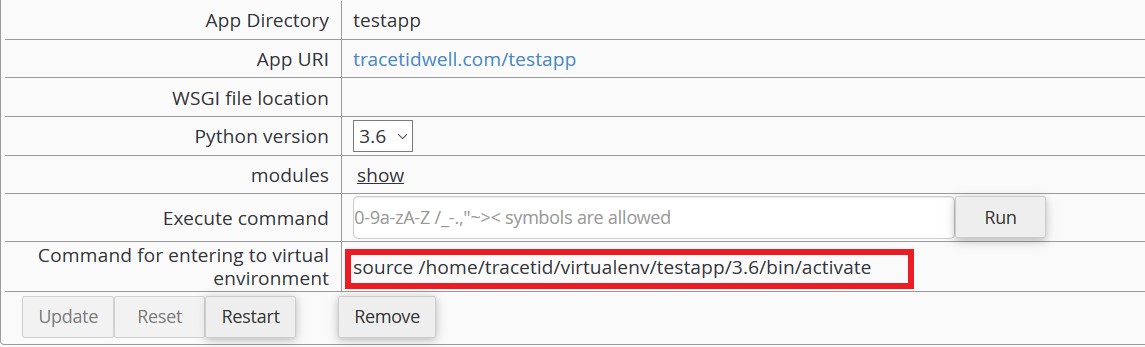 App Directory testapp
App URI tracetidwell.com/testapp
WSGI file location
Python version 3.6
modules show
Execute command 0-9a-zA-Z /_-.,"~>< symbols are allowed Run
Command for entering to virtual
environment source /home/tracetid/virtualenv/testapp/3.6/bin/activate
Update Reset Restart Remove